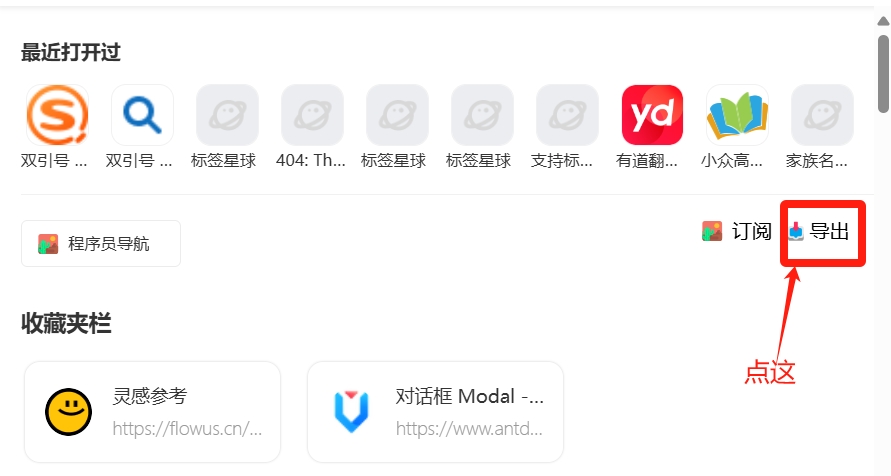 最近打开过
yd
双引号 ... 双引号 ... 标签星球 404: Th... 标签星球 标签星球 支持标... 有道翻... 小众高... 家族名...
程序员导航
订阅 导出
收藏夹栏
灵感参考
https://flowus.cn/...
对话框 Modal -...
https://www.antd...
点这